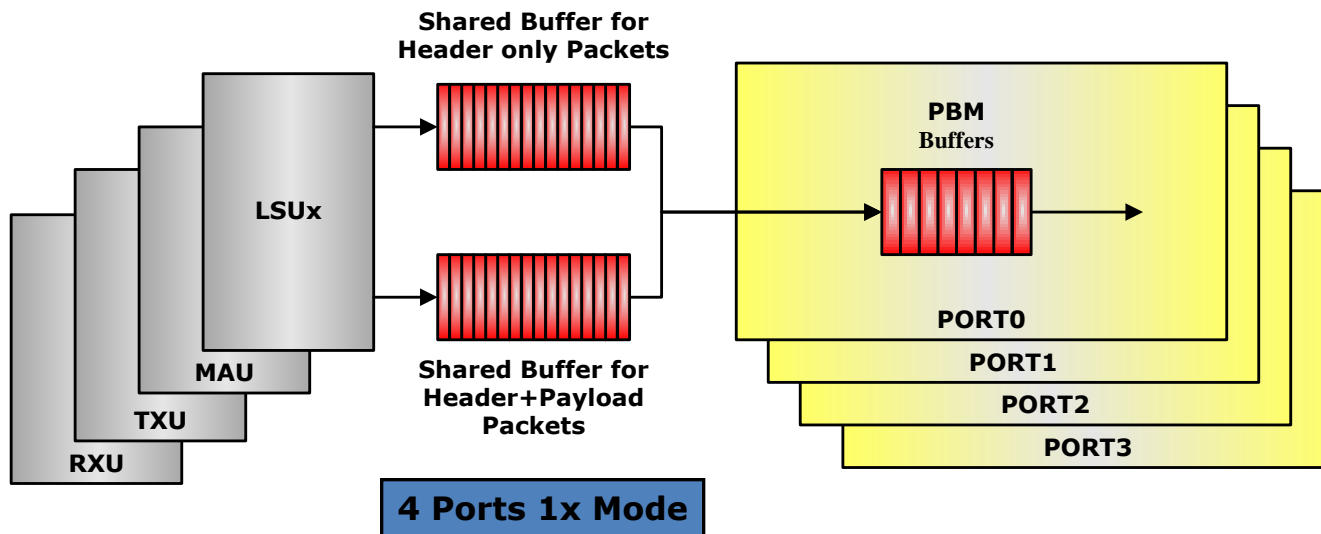 Shared Buffer for
Header only Packets
LSUx
MAU
TXU
RXU
Shared Buffer for
Header+Payload
Packets
PBM
Buffers
PORT0
PORT1
PORT2
PORT3
4 Ports 1x Mode